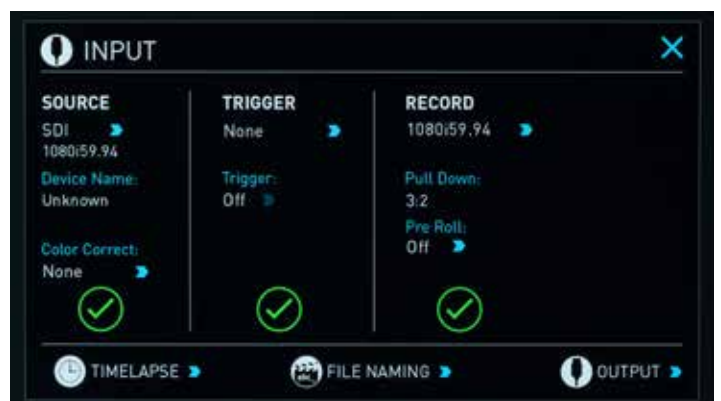 INPUT
SOURCE
SDI
1080i59.94
Device Name:
Unknown
Color Correct:
None
TRIGGER
None
Trigger:
Off
RECORD
1080i59.94
Pull Down:
3:2
Pre Roll:
Off
TIMELAPSE
FILE NAMING
OUTPUT